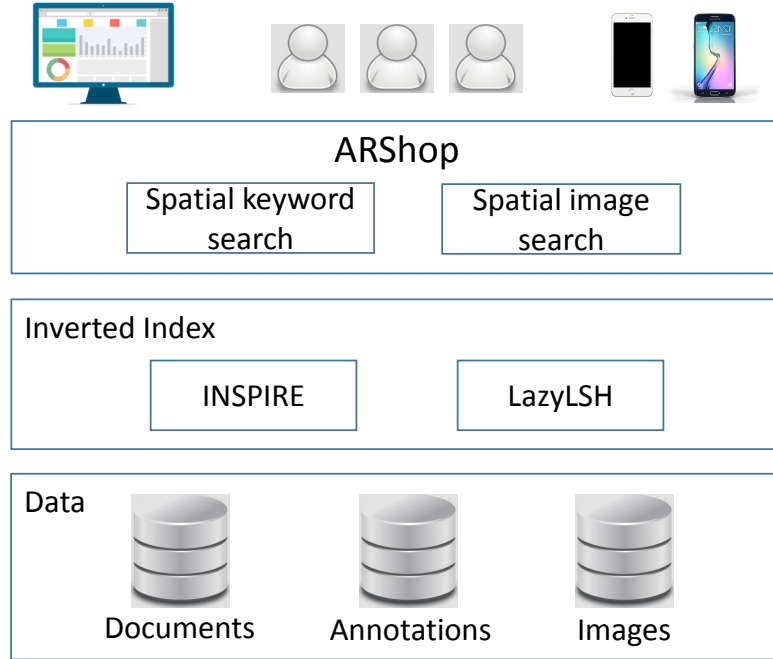 ARShop
Spatial keyword
search
Spatial image
search
Inverted Index
INSPIRE
LazyLSH
Data
Documents
Annotations
Images